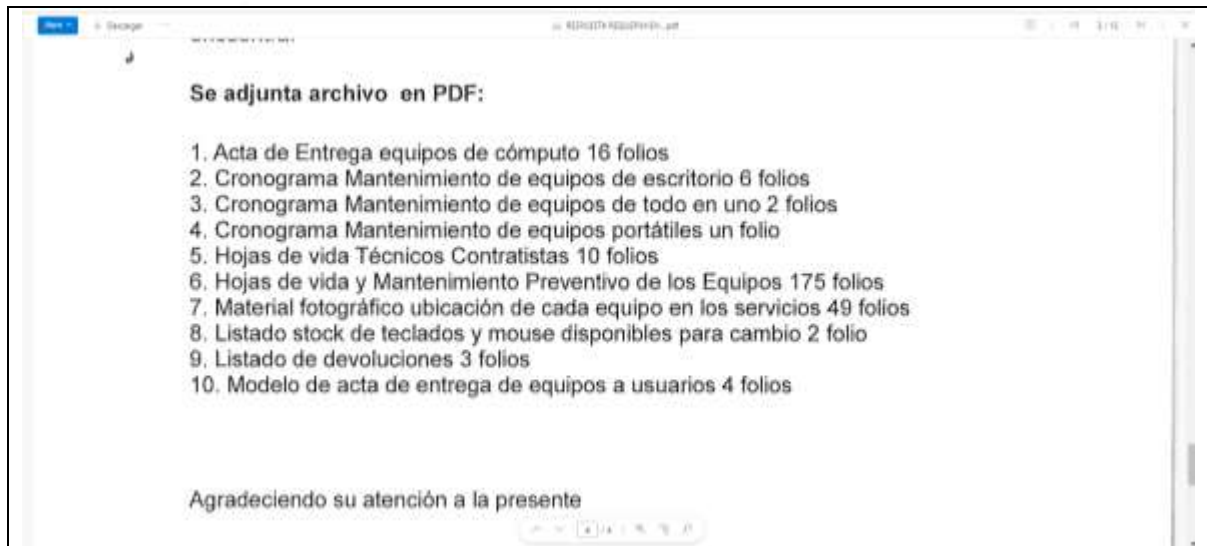 Se adjunta archivo en PDF:
1. Acta de Entrega equipos de cómputo 16 folios
2. Cronograma Mantenimiento de equipos de escritorio 6 folios
3. Cronograma Mantenimiento de equipos de todo en uno 2 folios
4. Cronograma Mantenimiento de equipos portátiles un folio
5. Hojas de vida Técnicos Contratistas 10 folios
6. Hojas de vida y Mantenimiento Preventivo de los Equipos 175 folios
7. Material fotográfico ubicación de cada equipo en los servicios 49 folios
8. Listado stock de teclados y mouse disponibles para cambio 2 folio
9. Listado de devoluciones 3 folios
10. Modelo de acta de entrega de equipos a usuarios 4 folios
Agradeciendo su atención a la presente